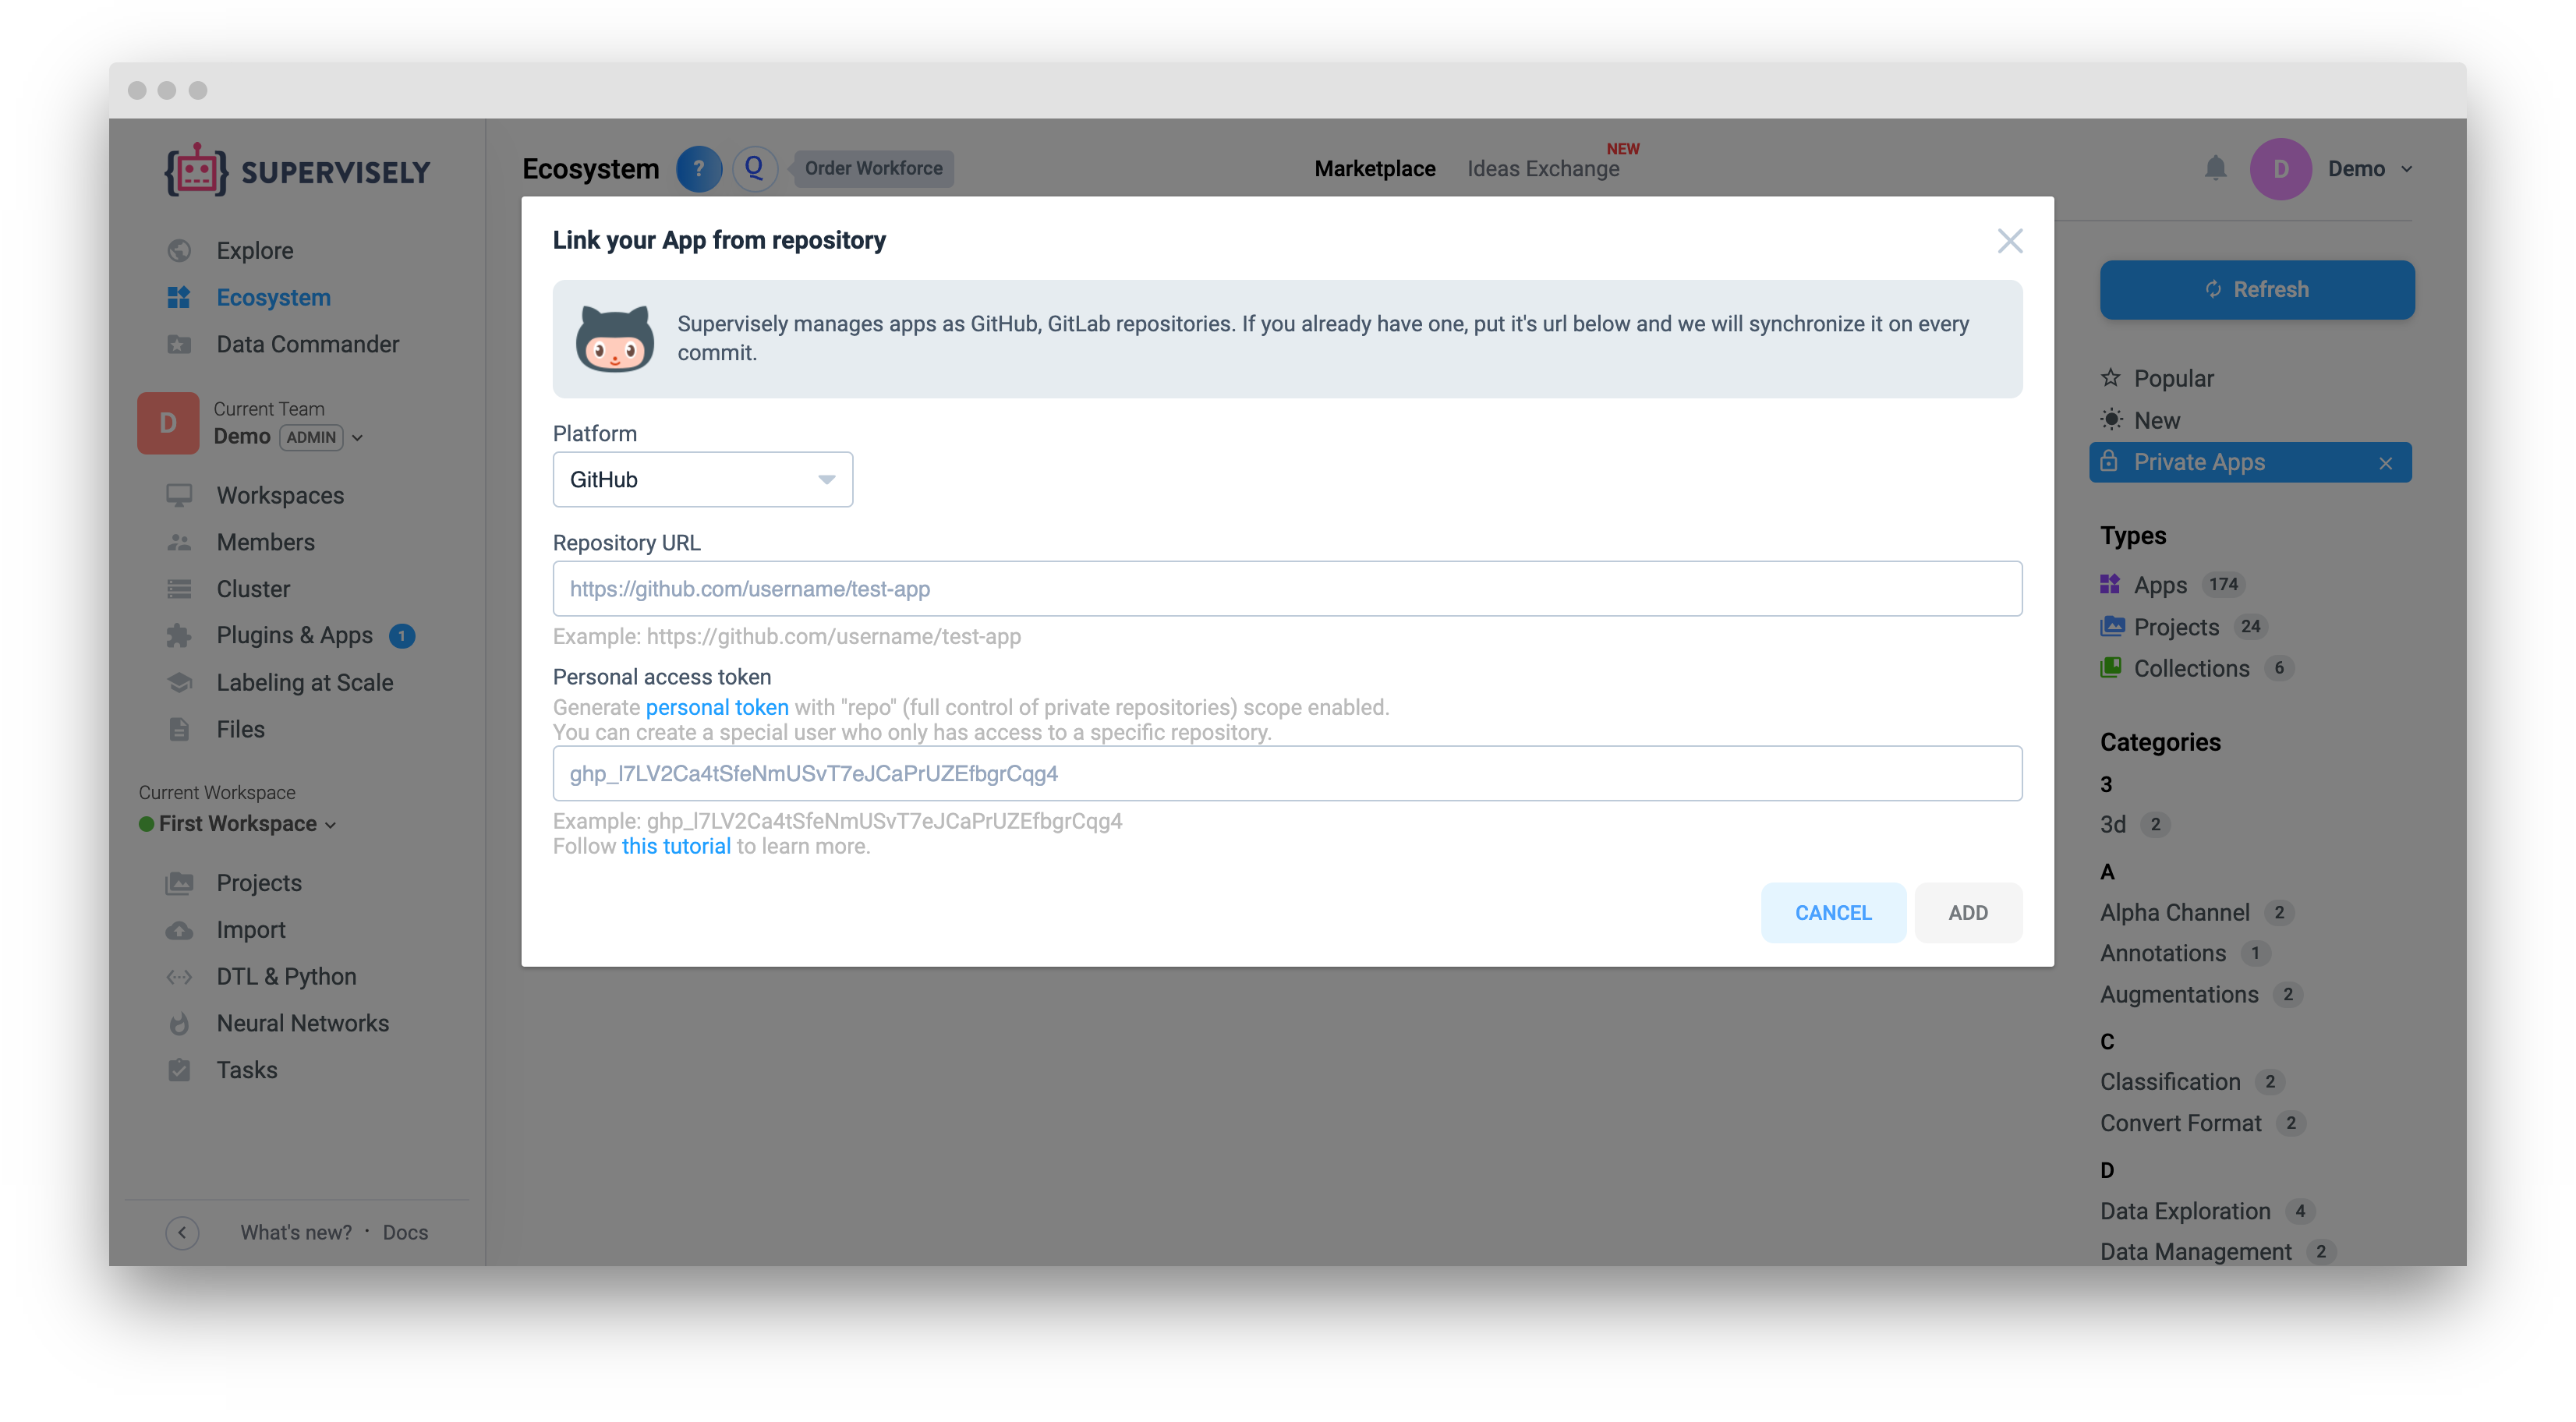 SUPERVISELY
Explore
Ecosystem
Data Commander
D
Current Team
Demo ADMIN
Workspaces
Members
Cluster
Plugins & Apps 1
Labeling at Scale
Files
Current Workspace
First Workspace
Projects
Import
DTL & Python
Neural Networks
Tasks
What's new? · Docs
Ecosystem ? Q Order Workforce
Marketplace Ideas Exchange NEW
D Demo
Link your App from repository
Supervisely manages apps as GitHub, GitLab repositories. If you already have one, put it's url below and we will synchronize it on every
commit.
Platform
GitHub
Repository URL
https://github.com/username/test-app
Example: https://github.com/username/test-app
Personal access token
Generate personal token with "repo" (full control of private repositories) scope enabled.
You can create a special user who only has access to a specific repository.
ghp_l7LV2Ca4tSfeNmUSvT7eJCaPrUZEfbgrCqg4
Example: ghp_l7LV2Ca4tSfeNmUSvT7eJCaPrUZEfbgrCqg4
Follow this tutorial to learn more.
CANCEL ADD
Refresh
Popular
New
Private Apps
Types
Apps 174
Projects 24
Collections 6
Categories
3
3d 2
A
Alpha Channel 2
Annotations 1
Augmentations 2
C
Classification 2
Convert Format 2
D
Data Exploration 4
Data Management 2